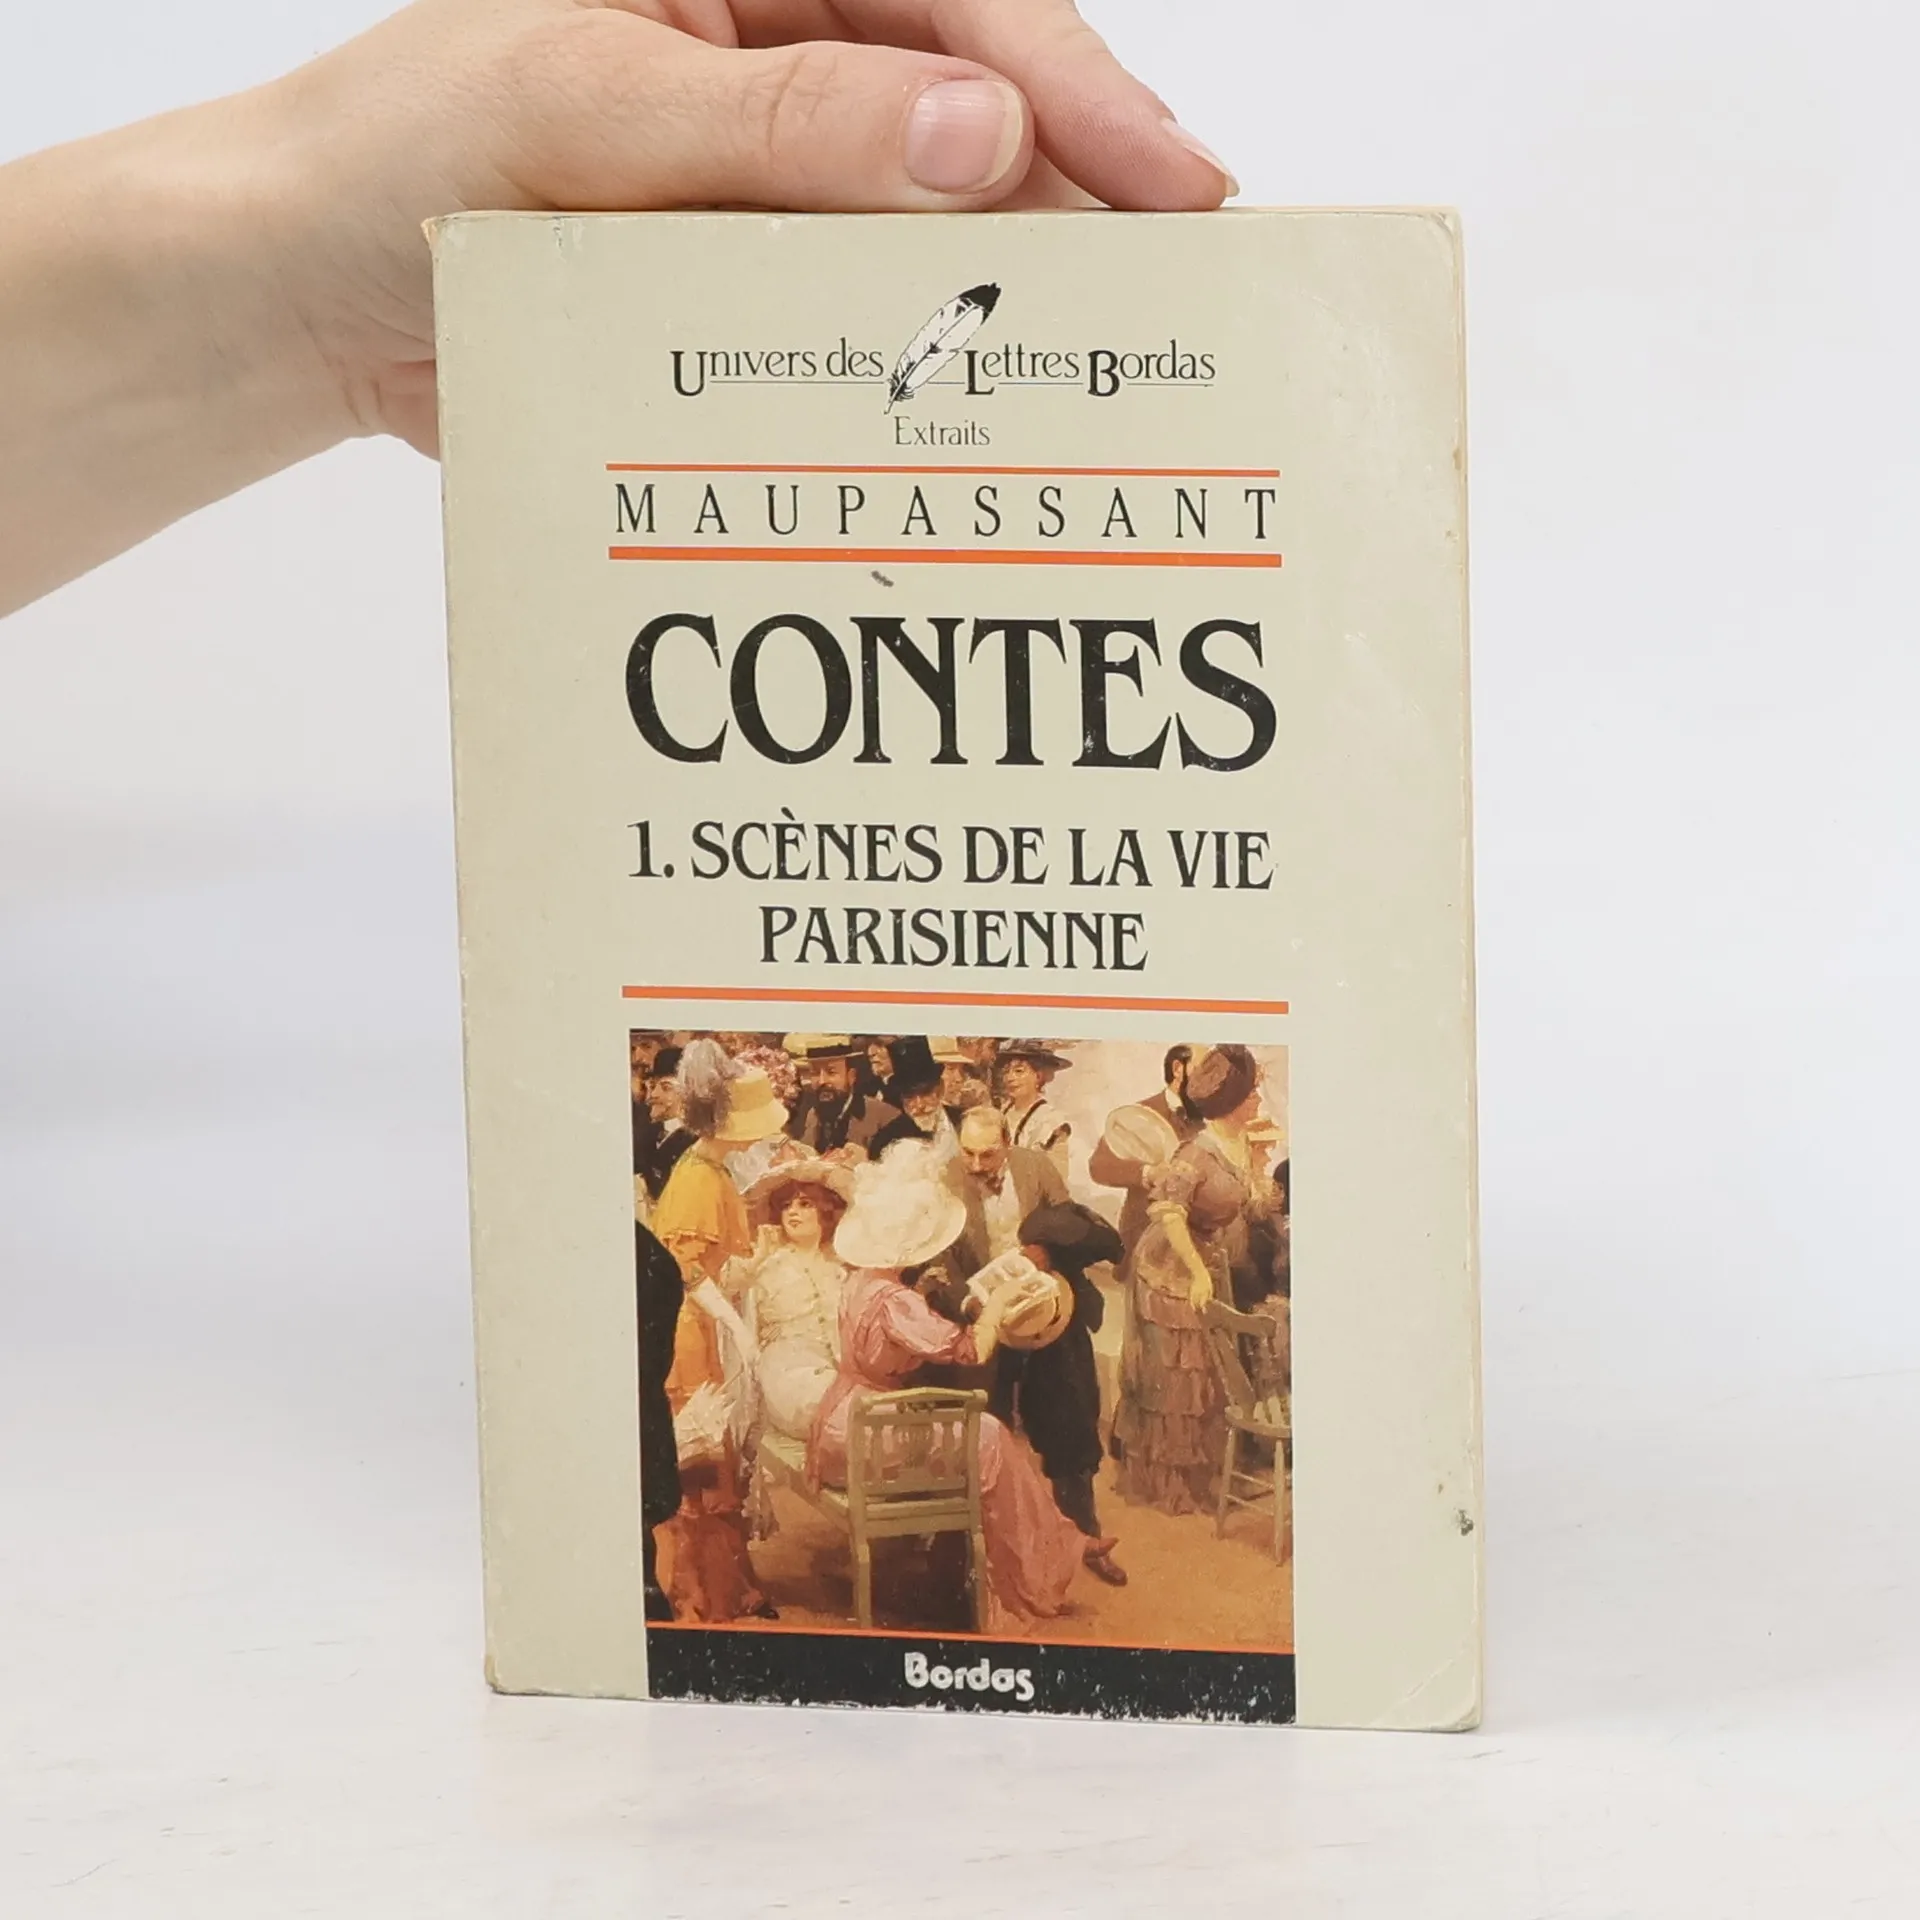 Univers des Lettres Bordas
Extraits
MAUPASSANT
CONTES
1. SCÈNES DE LA VIE
PARISIENNE
Bordas